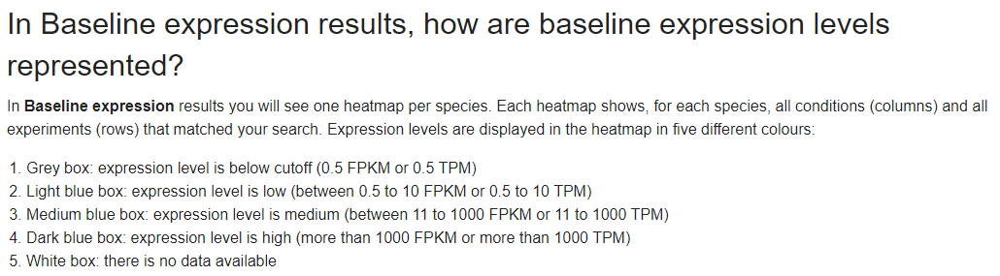 In Baseline expression results, how are baseline expression levels
represented?
In Baseline expression results you will see one heatmap per species. Each heatmap shows, for each species, all conditions (columns) and all
experiments (rows) that matched your search. Expression levels are displayed in the heatmap in five different colours:
1. Grey box: expression level is below cutoff (0.5 FPKM or 0.5 TPM)
2. Light blue box: expression level is low (between 0.5 to 10 FPKM or 0.5 to 10 TPM)
3. Medium blue box: expression level is medium (between 11 to 1000 FPKM or 11 to 1000 TPM)
4. Dark blue box: expression level is high (more than 1000 FPKM or more than 1000 TPM)
5. White box: there is no data available